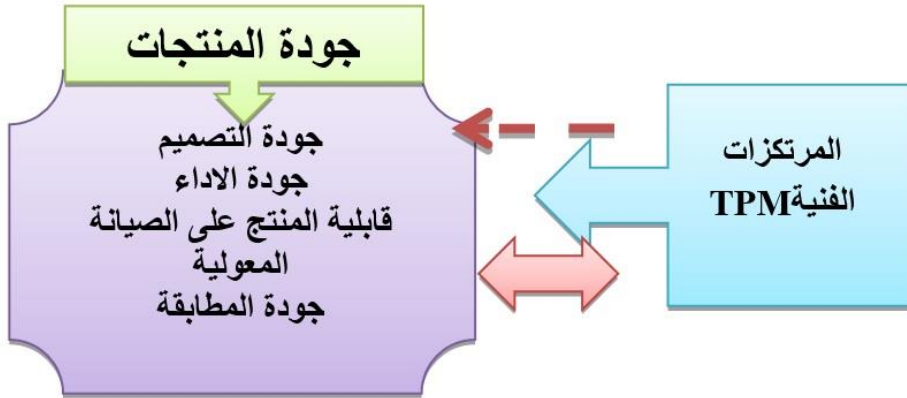 جودة المنتجات
المرتكزات
الفنيةTPM
جودة التصميم
جودة الاداء
قابلية المنتج على الصيانة
المعولية
جودة المطابقة